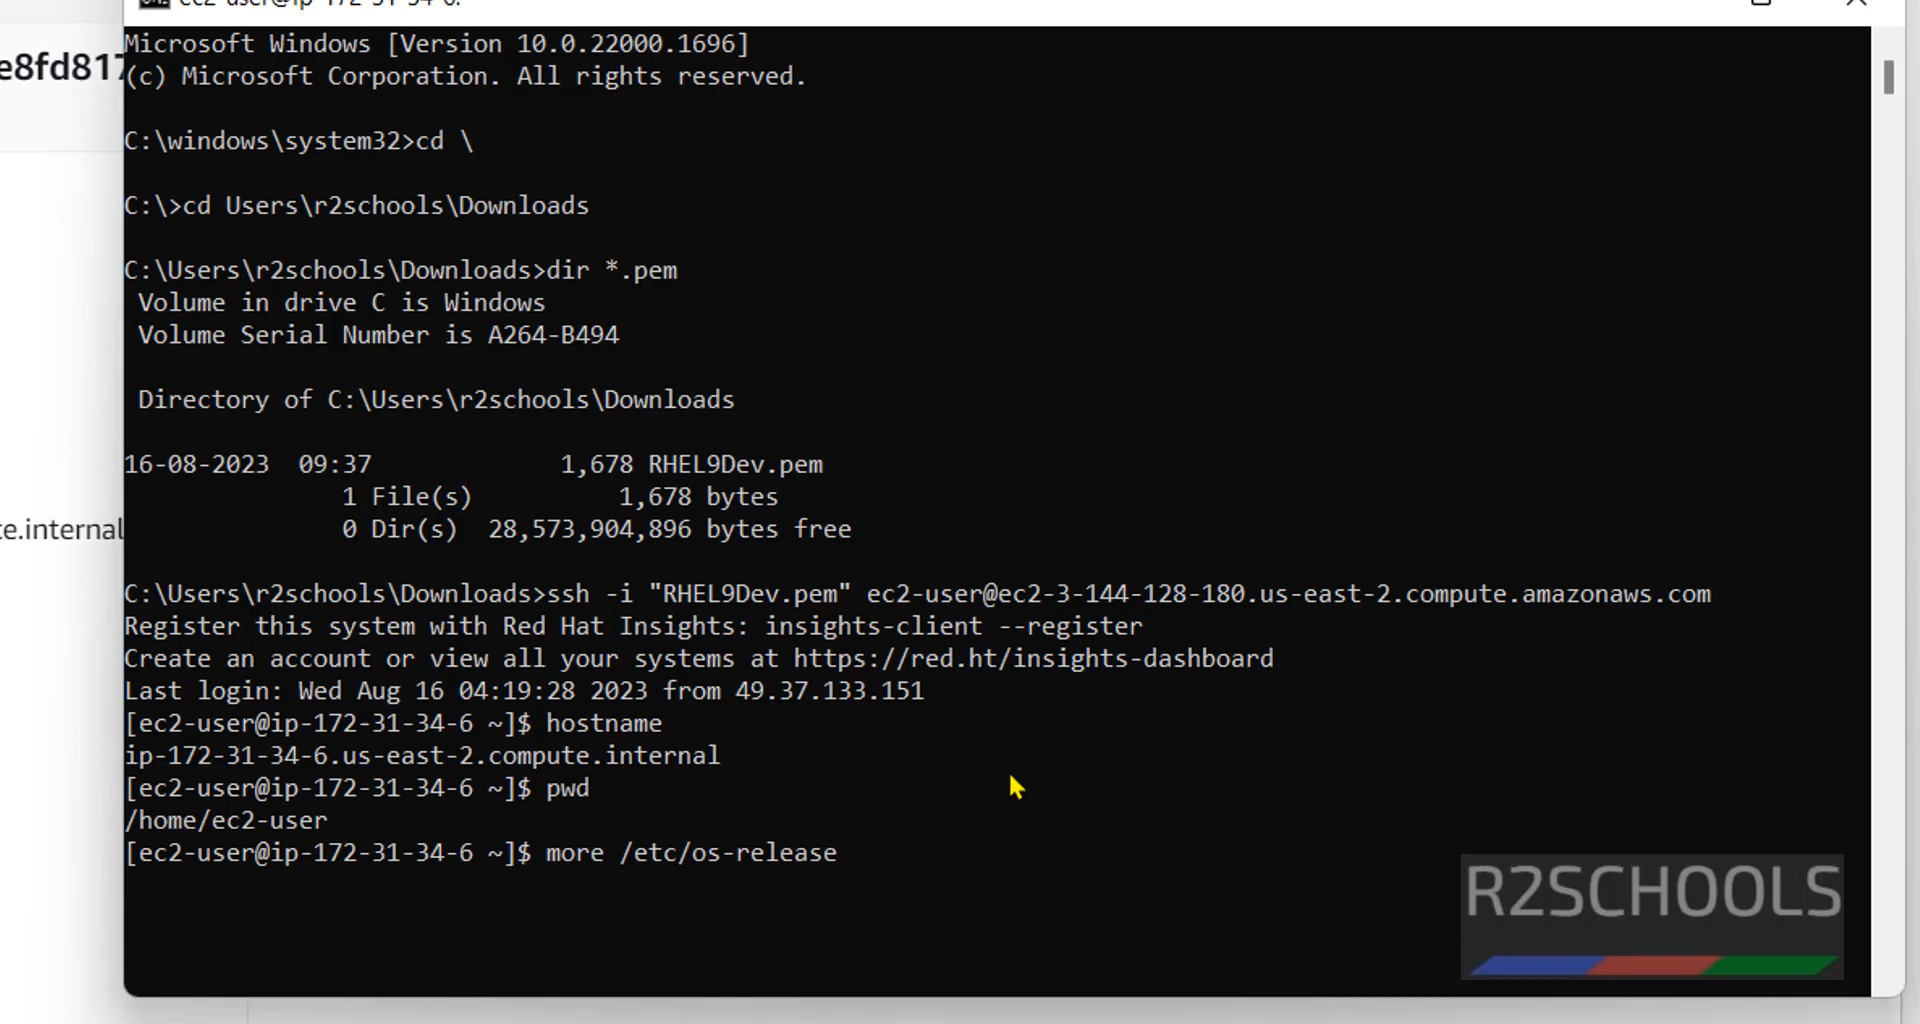 ec2-user@ip-172-31-34-6:
Microsoft Windows [Version 10.0.22000.1696]
e8fd817
(c) Microsoft Corporation. All rights reserved.
C:\windows\system32>cd \
C:\>cd Users\r2schools\Downloads
C:\Users\r2schools\Downloads>dir *.pem
Volume in drive C is Windows
Volume Serial Number is A264-B494
Directory of C:\Users\r2schools\Downloads
16-08-2023  09:37             1,678 RHEL9Dev.pem
1 File(s)          1,678 bytes
te.internal
0 Dir(s)  28,573,904,896 bytes free
C:\Users\r2schools\Downloads>ssh -i "RHEL9Dev.pem" ec2-user@ec2-3-144-128-180.us-east-2.compute.amazonaws.com
Register this system with Red Hat Insights: insights-client --register
Create an account or view all your systems at https://red.ht/insights-dashboard
Last login: Wed Aug 16 04:19:28 2023 from 49.37.133.151
[ec2-user@ip-172-31-34-6 ~]$ hostname
ip-172-31-34-6.us-east-2.compute.internal
[ec2-user@ip-172-31-34-6 ~]$ pwd
/home/ec2-user
[ec2-user@ip-172-31-34-6 ~]$ more /etc/os-release
R2SCHOOLS